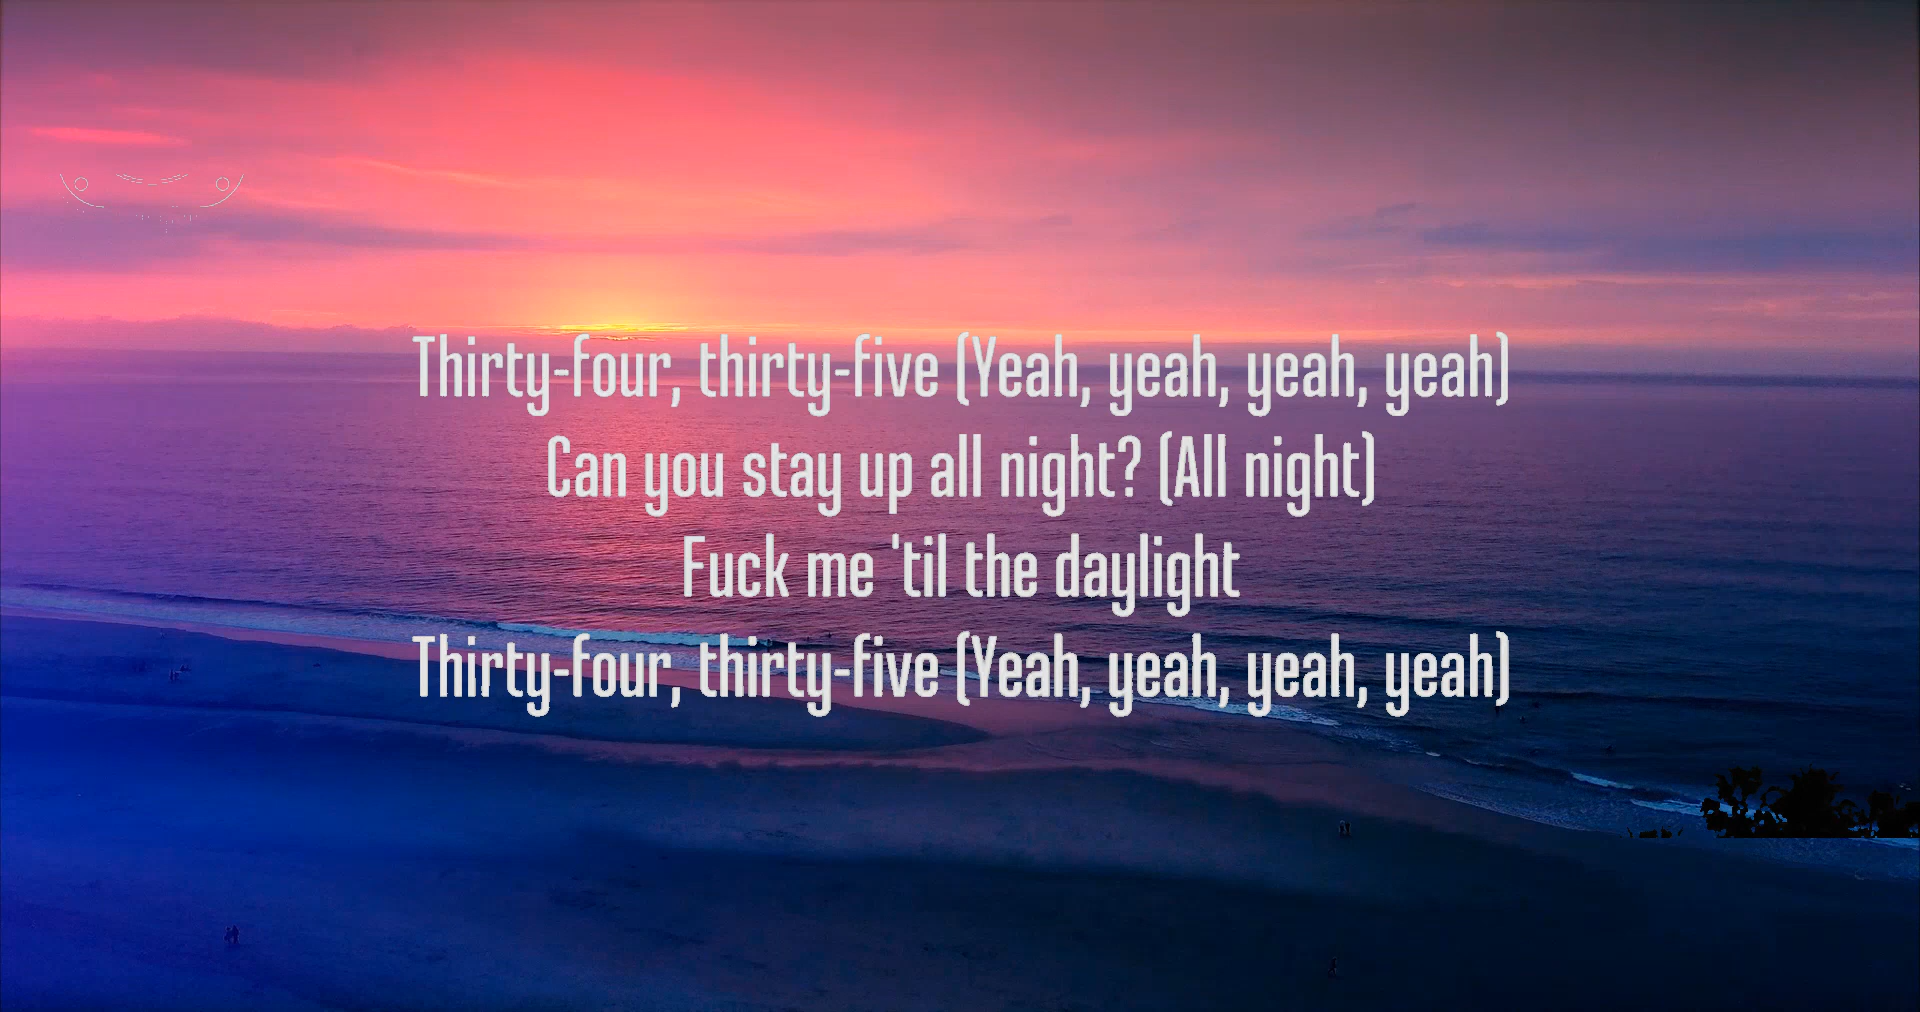 Thirty-four, thirty-five (Yeah, yeah, yeah, yeah)
Can you stay up all night? (All night)
Fuck me 'til the daylight
Thirty-four, thirty-five (Yeah, yeah, yeah, yeah)